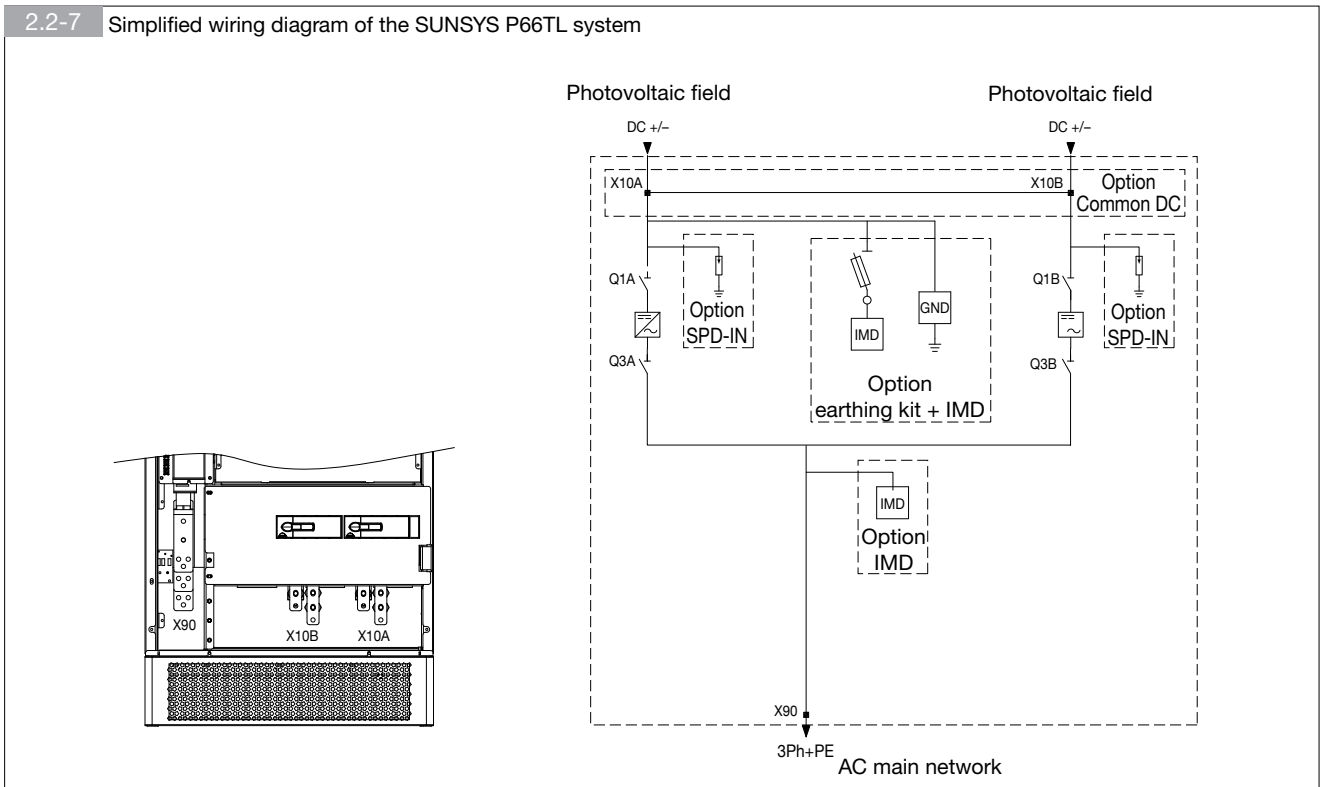 2.2-7 Simplified wiring diagram of the SUNSYS P66TL system
Photovoltaic field
Photovoltaic field
DC +/–
DC +/–
X10A
X10B
Option
Common DC
Q1A
Option
SPD-IN
IMD
GND
Q1B
Option
SPD-IN
Q3A
Q3B
Option
earthing kit + IMD
IMD
Option
IMD
X90
X10B
X10A
X90
3Ph+PE
AC main network